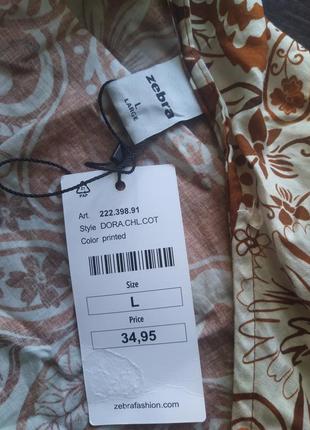 zebra
L
LARGE
PAP
Art. 222.398.91
Style DORA.CHL.COT
Color printed
Size
L
Price
34,95
zebrafashion.com